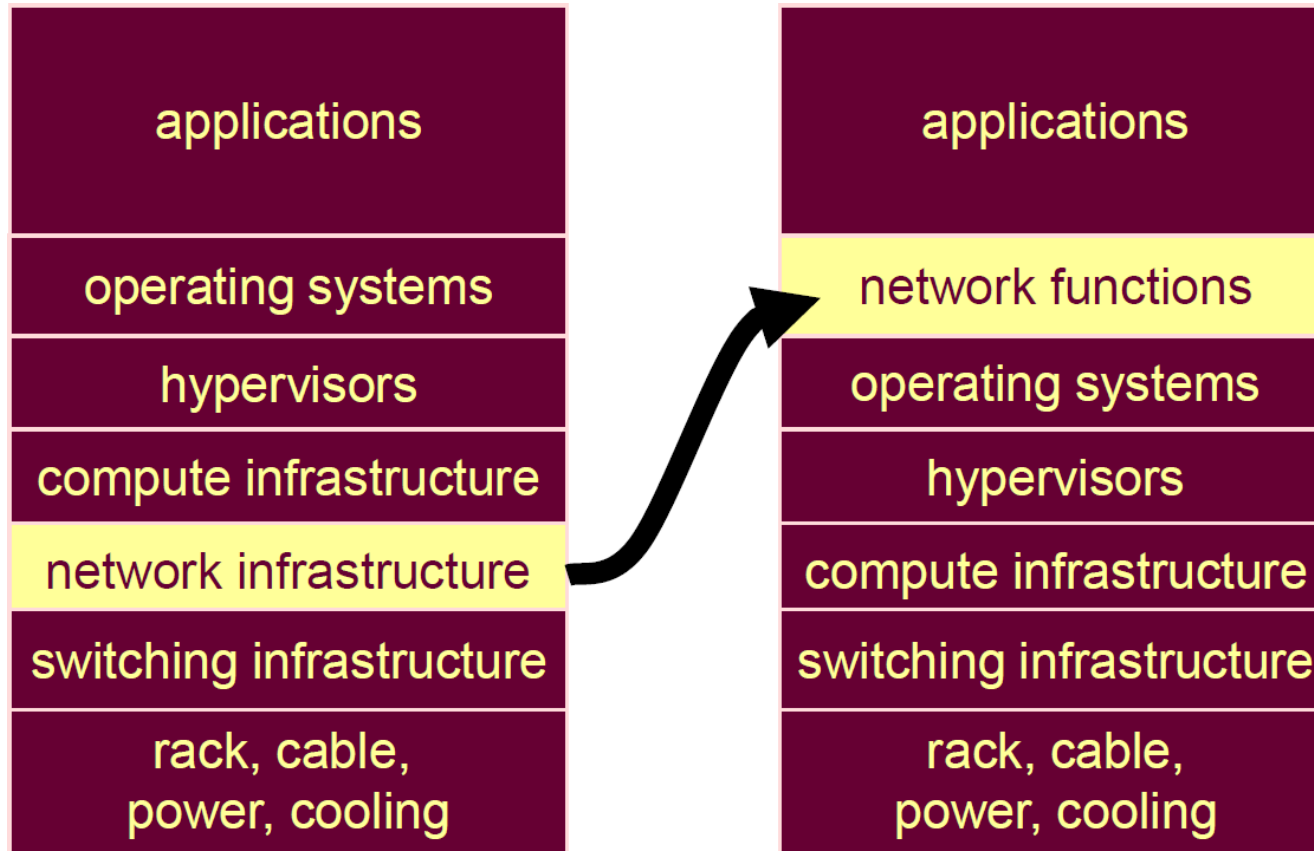 applications
operating systems
hypervisors
compute infrastructure
network infrastructure
switching infrastructure
rack, cable,
power, cooling
applications
network functions
operating systems
hypervisors
compute infrastructure
switching infrastructure
rack, cable,
power, cooling